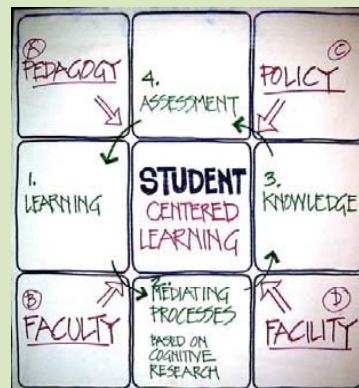 A
PEDAGOGY
4.
ASSESSMENT
C
POLICY
1.
LEARNING
STUDENT
CENTERED
LEARNING
3.
KNOWLEDGE
B
FACULTY
2.
MEDIATING
PROCESSES
BASED ON
COGNITIVE
RESEARCH
D
FACILITY